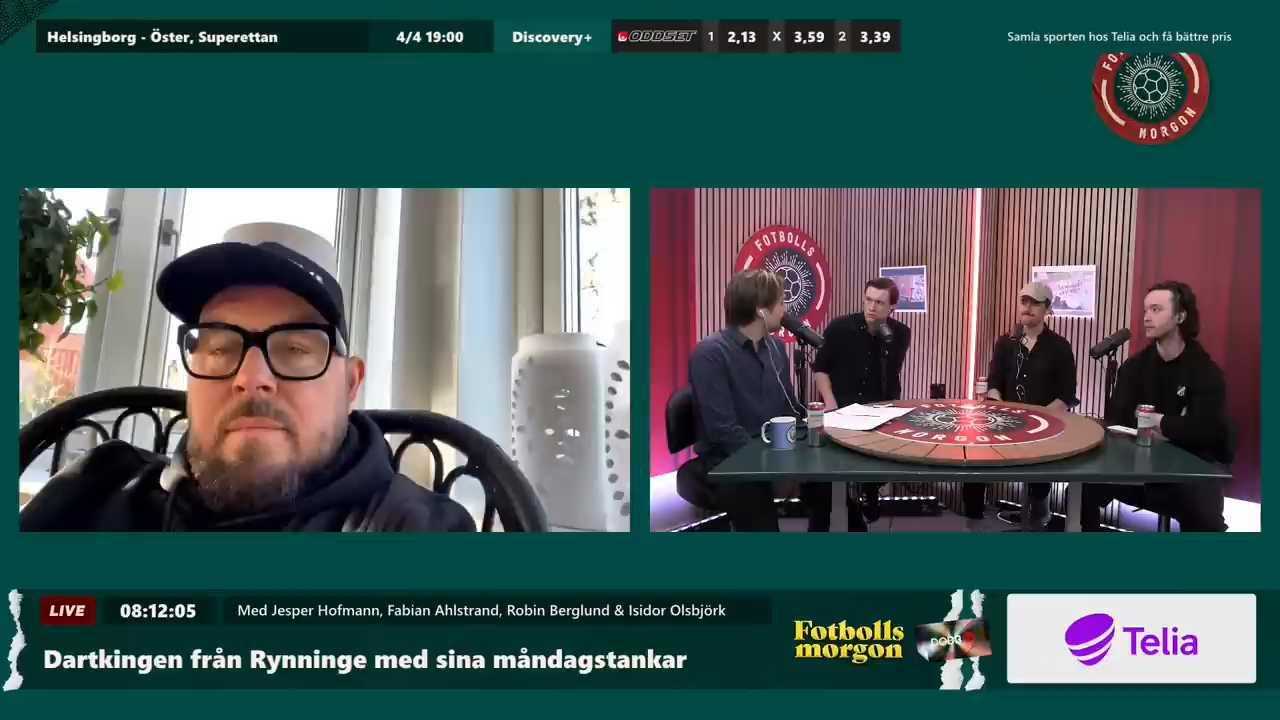 Helsingborg - Öster, Superettan
4/4 19:00
Discovery+
ODDSET
1 2,13 X 3,59 2 3,39
Samla sporten hos Telia och få bättre pris
MORGON
FOTBOLLS
FOTBOLLS
MORGON
LIVE
08:12:05
Med Jesper Hofmann, Fabian Ahlstrand, Robin Berglund & Isidor Olsbjörk
Dartkingen från Rynninge med sina måndagstankar
Fotbolls
morgon
Telia